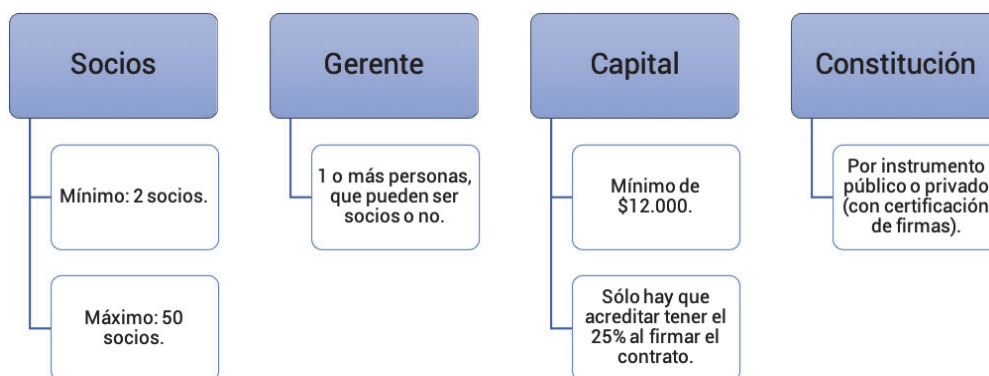 Socios
Mínimo: 2 socios.
Máximo: 50
socios.
Gerente
1 o más personas,
que pueden ser
socios o no.
Capital
Mínimo de
$12.000.
Sólo hay que
acreditar tener el
25% al firmar el
contrato.
Constitución
Por instrumento
público o privado
(con certificación
de firmas).